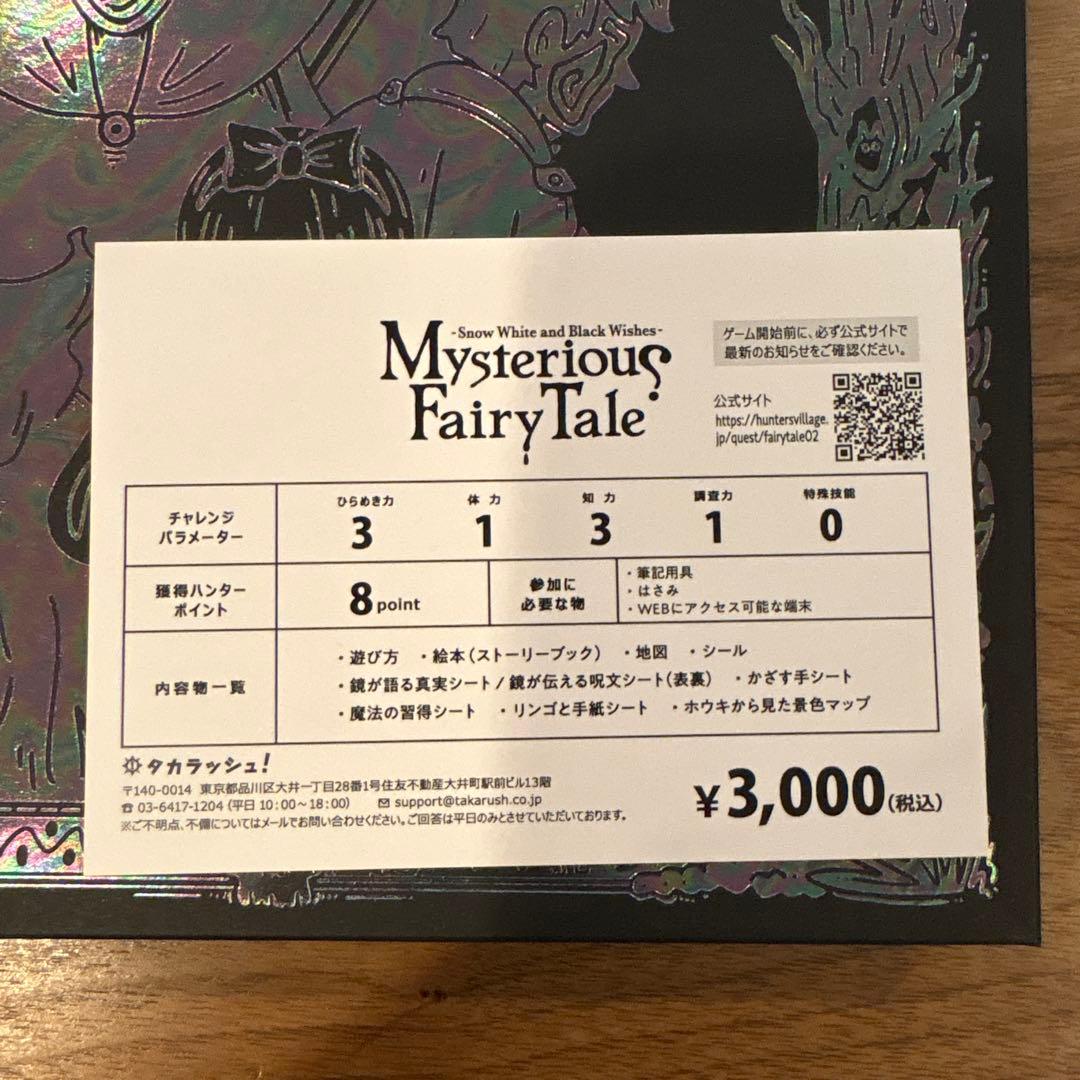 -Snow White and Black Wishes-
Mysterious
Fairy Tale
ゲーム開始前に、必ず公式サイトで
最新のお知らせをご確認ください。
公式サイト
https://huntersvillage.
jp/quest/fairytale02
チャレンジ
パラメーター
ひらめき力 体力 知力 調査力 特殊技能
3 1 3 1 0
獲得ハンター
ポイント
8 point
参加に
必要な物
・筆記用具
・はさみ
・WEBにアクセス可能な端末
内容物一覧
・遊び方 ・絵本(ストーリーブック) ・地図 ・シール
・鏡が語る真実シート/鏡が伝える呪文シート(表裏) ・かざす手シート
・魔法の習得シート ・リンゴと手紙シート ・ホウキから見た景色マップ
タカラッシュ!
〒140-0014 東京都品川区大井一丁目28番1号住友不動産大井町駅前ビル13階
☎ 03-6417-1204 (平日 10:00~18:00) ✉ support@takarush.co.jp
※ご不明点、不備についてはメールでお問い合わせください。ご回答は平日のみとさせていただいております。
¥3,000(税込)